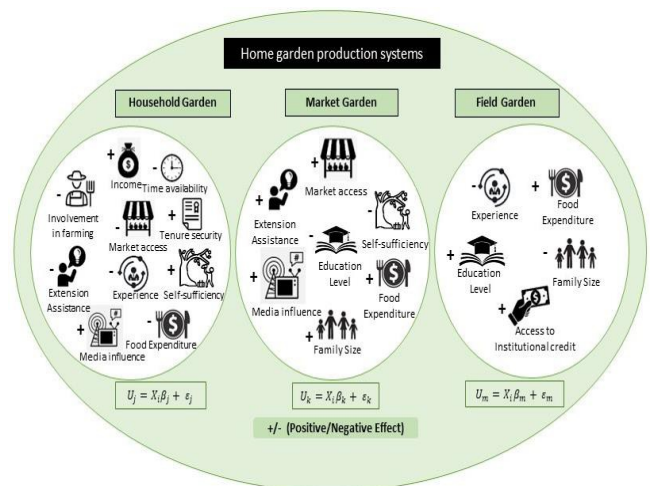 Home garden production systems
Household Garden
Market Garden
Field Garden
+
Income
-
Time availability
-
Involvement
in farming
-
Market access
+
Tenure security
-
Extension
Assistance
-
Experience
+
Self-sufficiency
+
Media influence
-
Food Expenditure
+
Market access
+
Extension
Assistance
-
Self-sufficiency
-
Education
Level
+
Media influence
+
Food
Expenditure
+
Family Size
-
Experience
+
Food
Expenditure
+
Education
Level
-
Family Size
+
Access to
Institutional credit
U_j = X_iβ_j + ε_j
U_k = X_iβ_k + ε_k
U_m = X_iβ_m + ε_m
+/- (Positive/Negative Effect)